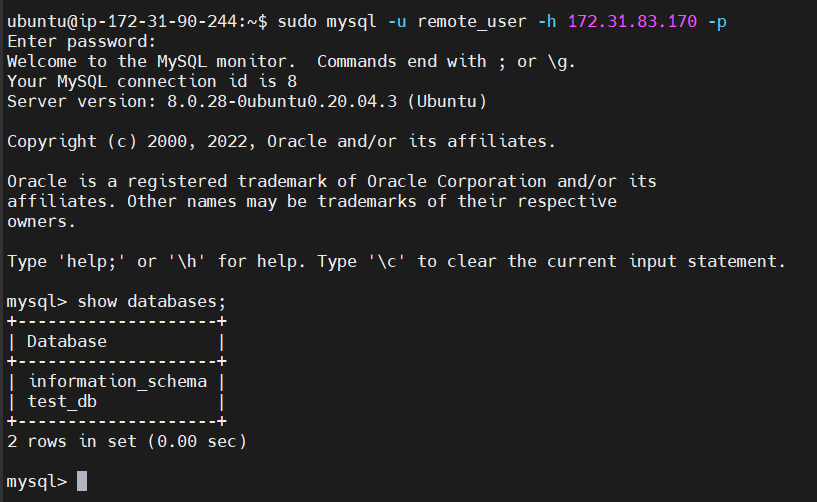 ubuntu@ip-172-31-90-244:~$ sudo mysql -u remote_user -h 172.31.83.170 -p
Enter password:
Welcome to the MySQL monitor.  Commands end with ; or \g.
Your MySQL connection id is 8
Server version: 8.0.28-0ubuntu0.20.04.3 (Ubuntu)

Copyright (c) 2000, 2022, Oracle and/or its affiliates.

Oracle is a registered trademark of Oracle Corporation and/or its
affiliates. Other names may be trademarks of their respective
owners.

Type 'help;' or '\h' for help. Type '\c' to clear the current input statement.

mysql> show databases;
+--------------------+
| Database           |
+--------------------+
| information_schema |
| test_db            |
+--------------------+
2 rows in set (0.00 sec)

mysql>